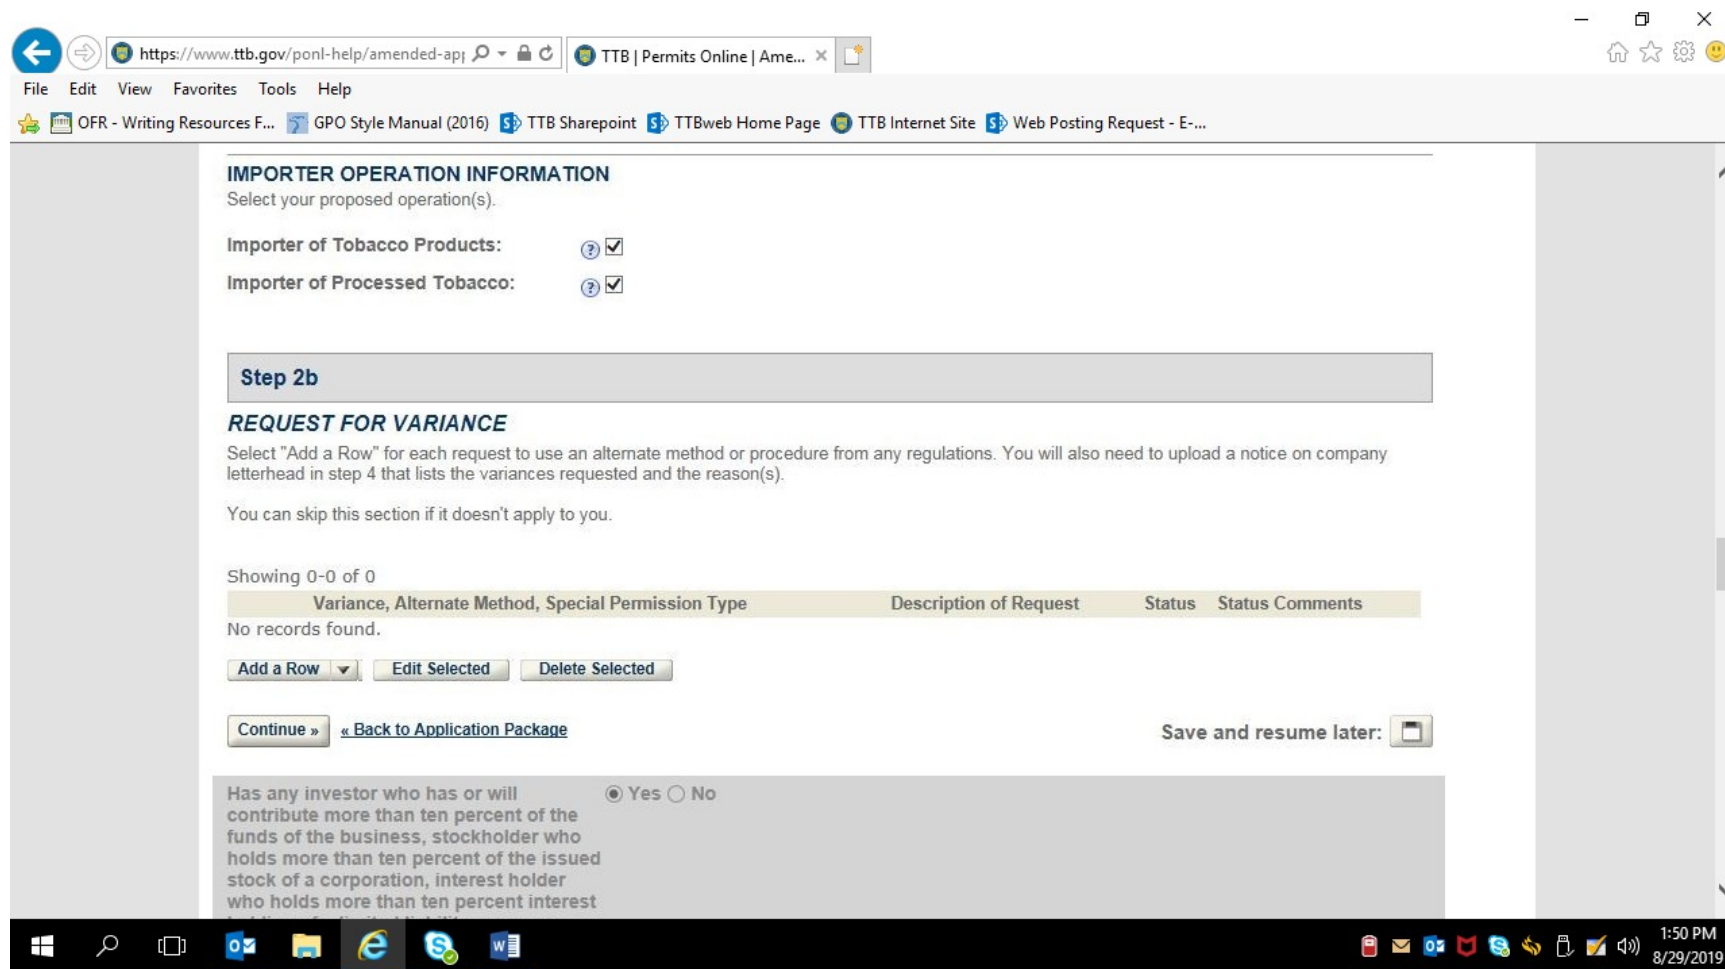 https://www.ttb.gov/ponl-help/amended-ap
TTB | Permits Online | Ame...
File Edit View Favorites Tools Help
OFR - Writing Resources F... GPO Style Manual (2016) TTB Sharepoint TTBweb Home Page TTB Internet Site Web Posting Request - E-...
IMPORTER OPERATION INFORMATION
Select your proposed operation(s).
Importer of Tobacco Products:
Importer of Processed Tobacco:
Step 2b
REQUEST FOR VARIANCE
Select "Add a Row" for each request to use an alternate method or procedure from any regulations. You will also need to upload a notice on company
letterhead in step 4 that lists the variances requested and the reason(s).
You can skip this section if it doesn't apply to you.
Showing 0-0 of 0
Variance, Alternate Method, Special Permission Type Description of Request Status Status Comments
No records found.
Add a Row Edit Selected Delete Selected
Continue » « Back to Application Package Save and resume later:
Has any investor who has or will Yes No
contribute more than ten percent of the
funds of the business, stockholder who
holds more than ten percent of the issued
stock of a corporation, interest holder
who holds more than ten percent interest
1:50 PM
8/29/2019